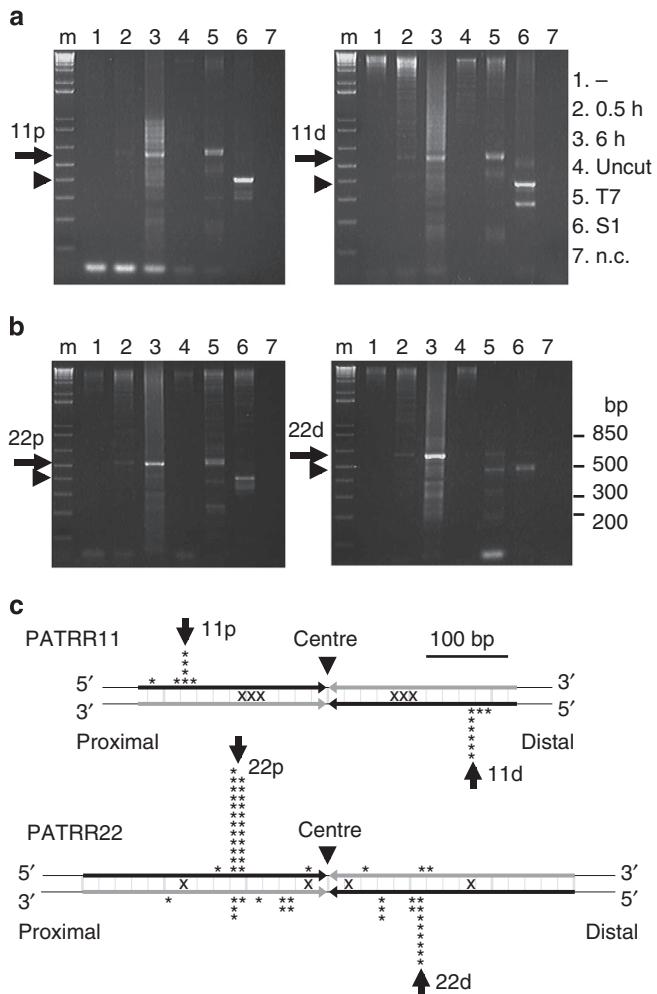 a
m 1 2 3 4 5 6 7
m 1 2 3 4 5 6 7
11p
11d
1. –
2. 0.5 h
3. 6 h
4. Uncut
5. T7
6. S1
7. n.c.
b
m 1 2 3 4 5 6 7
m 1 2 3 4 5 6 7
22p
22d
bp
850
500
300
200
c
PATRR11
11p
Centre
100 bp
5′
3′
* * * * * *
XXX
XXX
3′
5′
Proximal
Distal
11d
22p
PATRR22
Centre
5′
3′
X
X
X
X
3′
5′
Proximal
Distal
22d